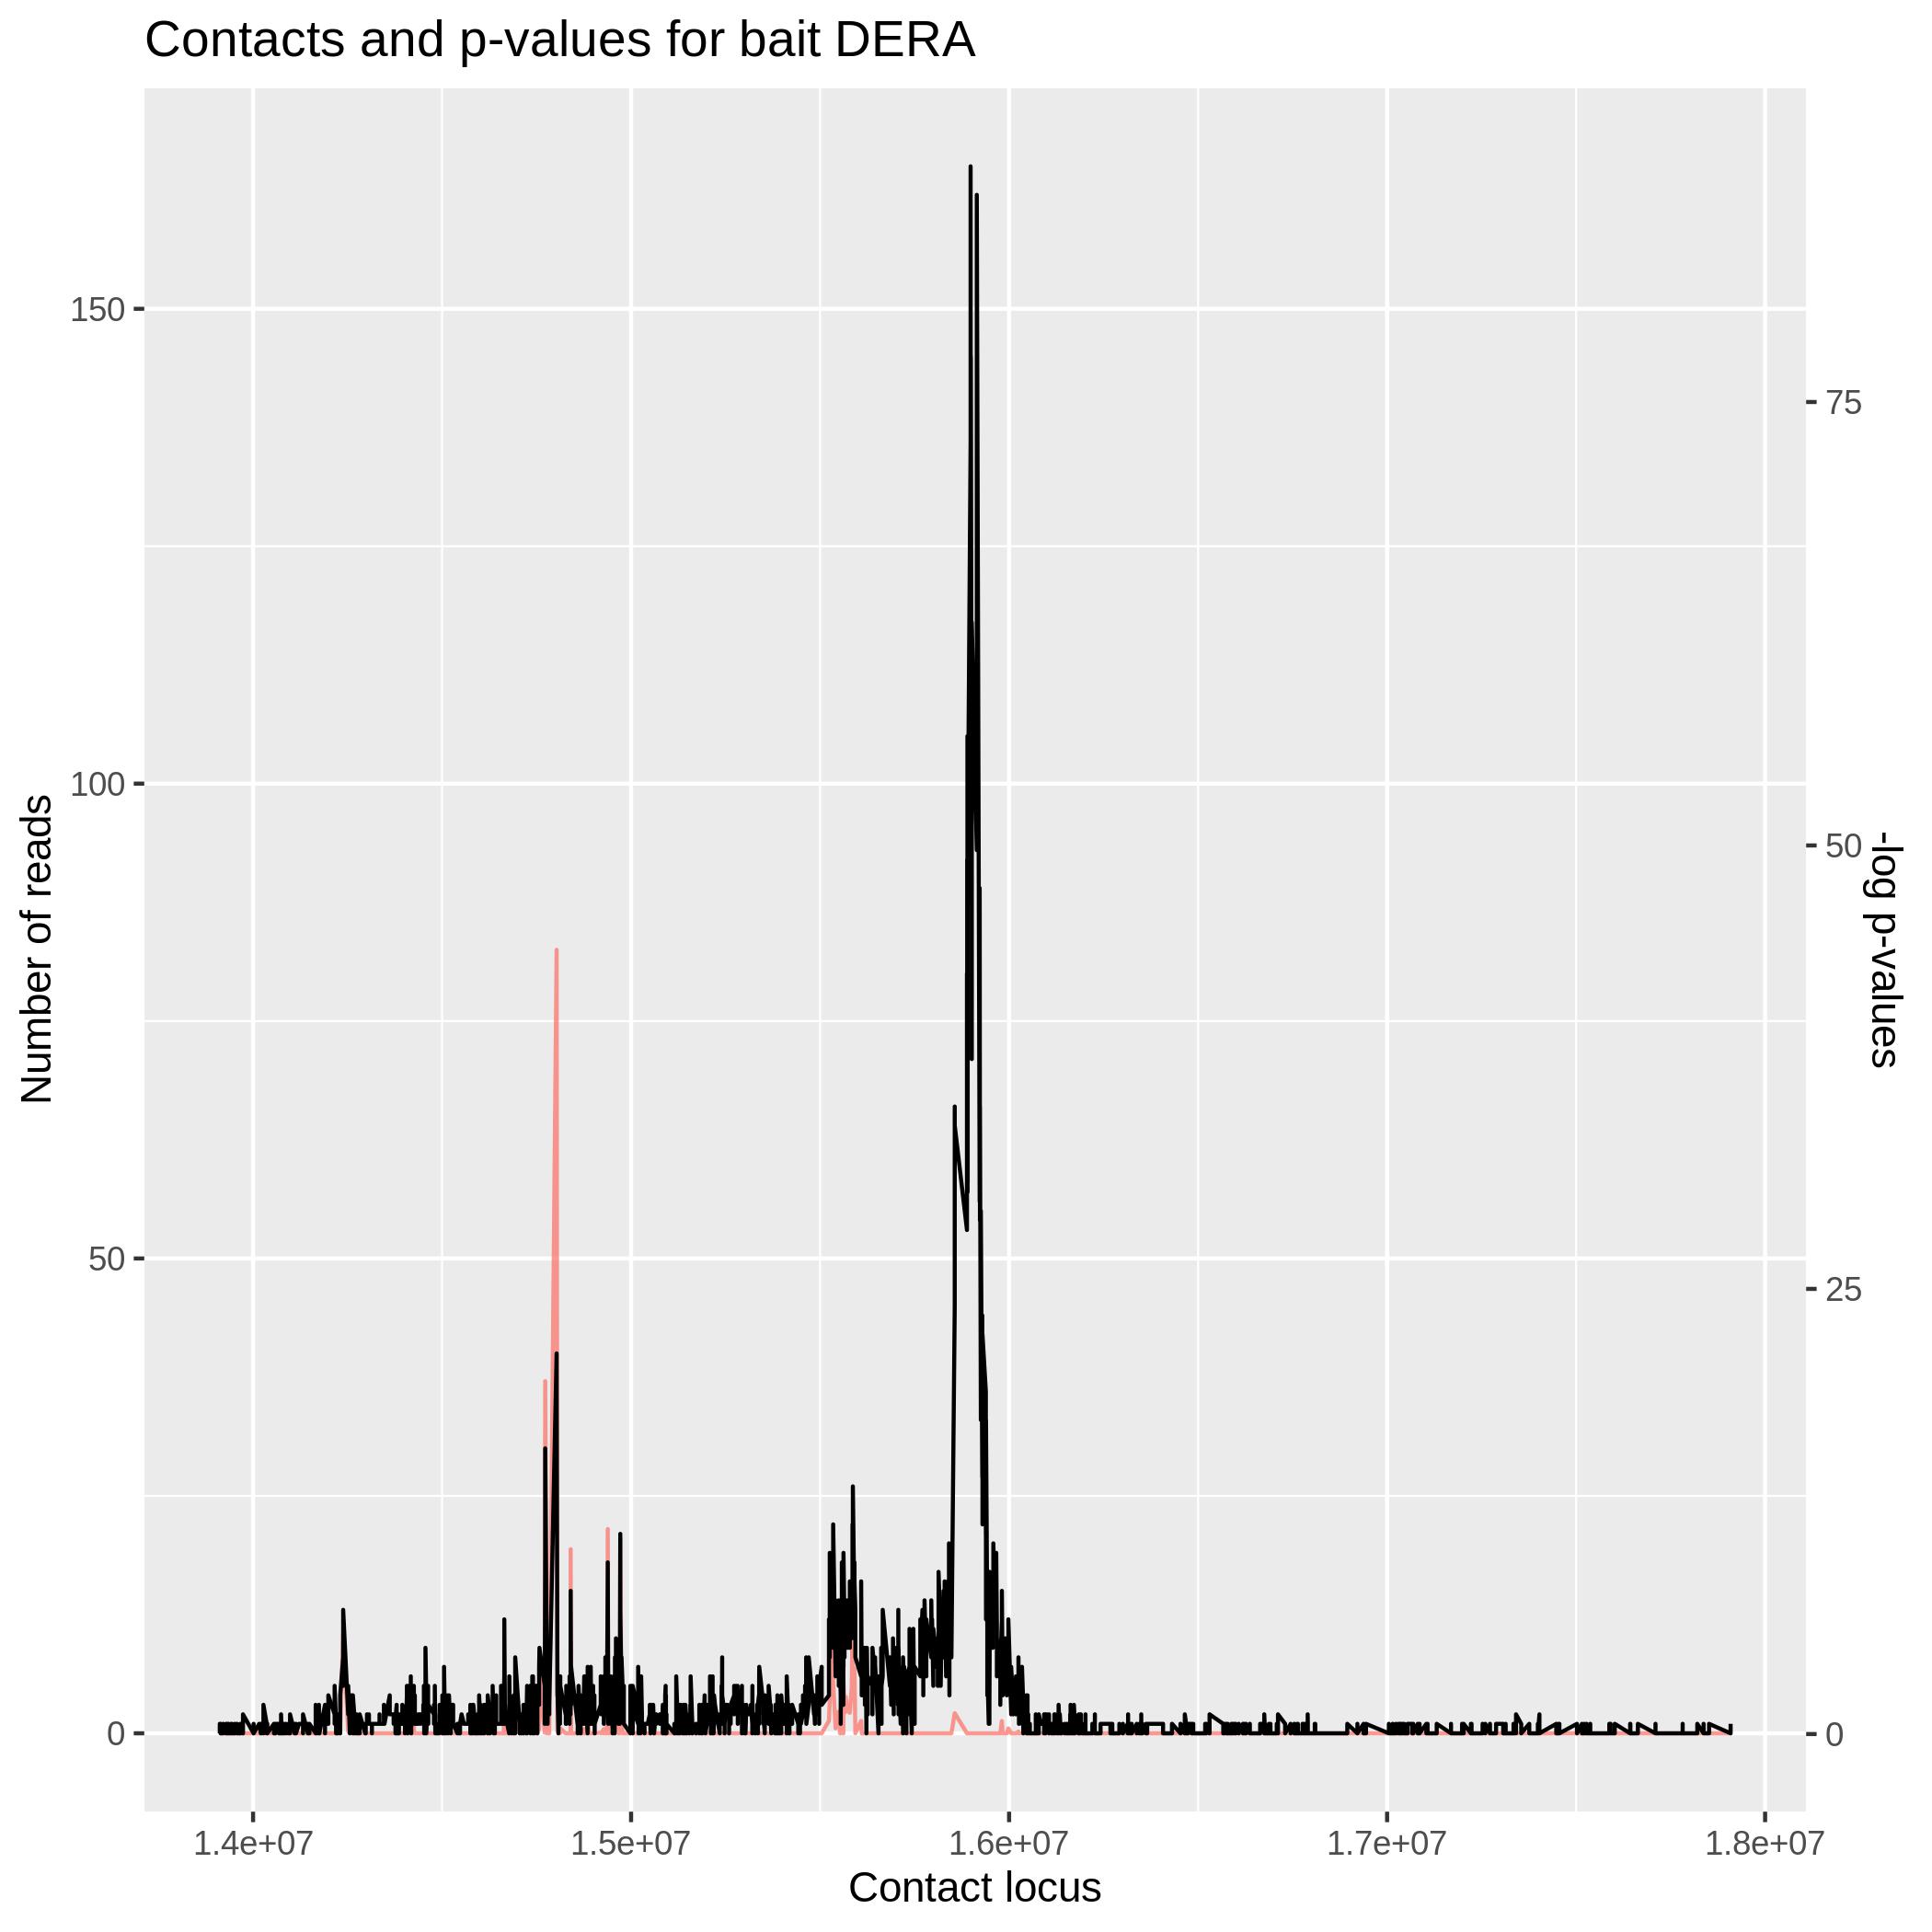 Contacts and p-values for bait DERA
Number of reads
150
100
50
0
75
50
25
0
-log p-values
1.4e+07 1.5e+07 1.6e+07 1.7e+07 1.8e+07
Contact locus